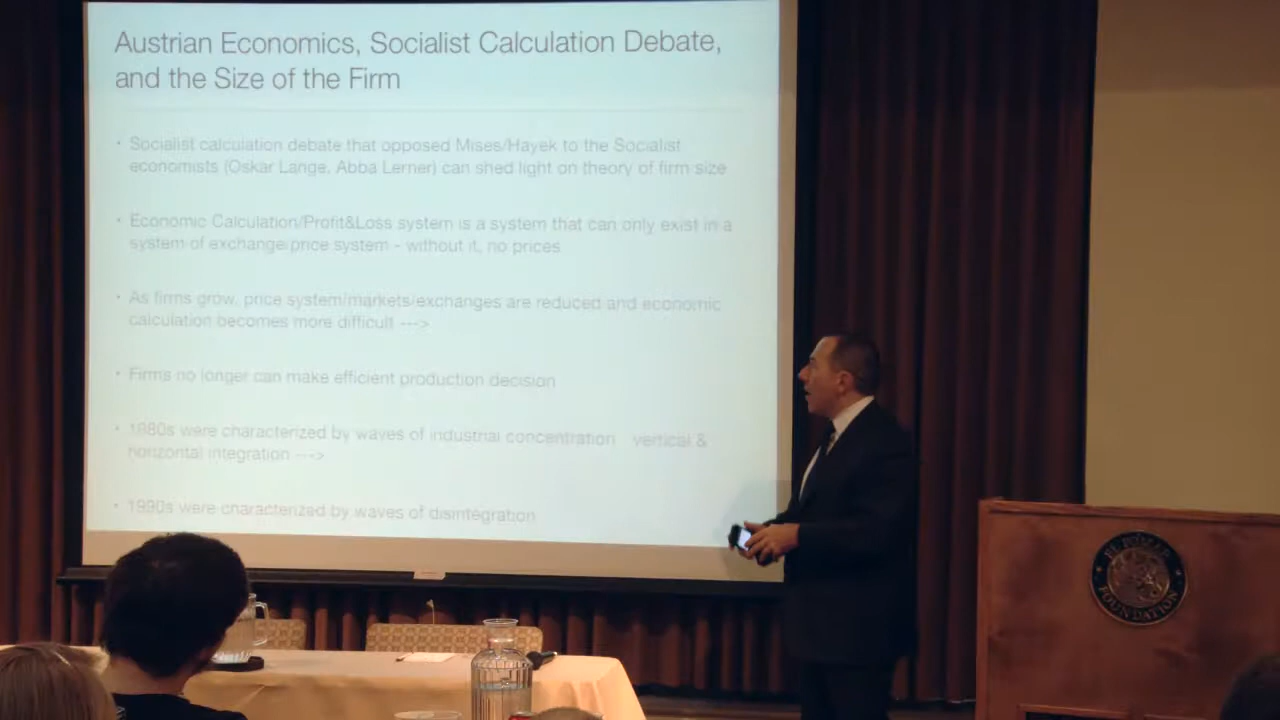 Austrian Economics, Socialist Calculation Debate,
and the Size of the Firm
• Socialist calculation debate that opposed Mises/Hayek to the Socialist
economists (Oskar Lange, Abba Lerner) can shed light on theory of firm size
• Economic Calculation/Profit&Loss system is a system that can only exist in a
system of exchange/price system - without it, no prices
• As firms grow, price system/markets/exchanges are reduced and economic
calculation becomes more difficult --->
• Firms no longer can make efficient production decision
• 1980s were characterized by waves of industrial concentration vertical &
horizontal integration --->
• 1990s were characterized by waves of disintegration
FOUNDATION